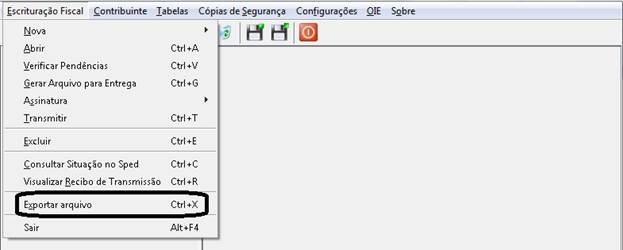 Escrituração Fiscal Contribuinte Tabelas Cópias de Segurança Configurações QIE Sobre
Nova
Abrir Ctrl+A
Verificar Pendências Ctrl+V
Gerar Arquivo para Entrega Ctrl+G
Assinatura
Transmitir Ctrl+T
Excluir Ctrl+E
Consultar Situação no Sped Ctrl+C
Visualizar Recibo de Transmissão Ctrl+R
Exportar arquivo Ctrl+X
Sair Alt+F4